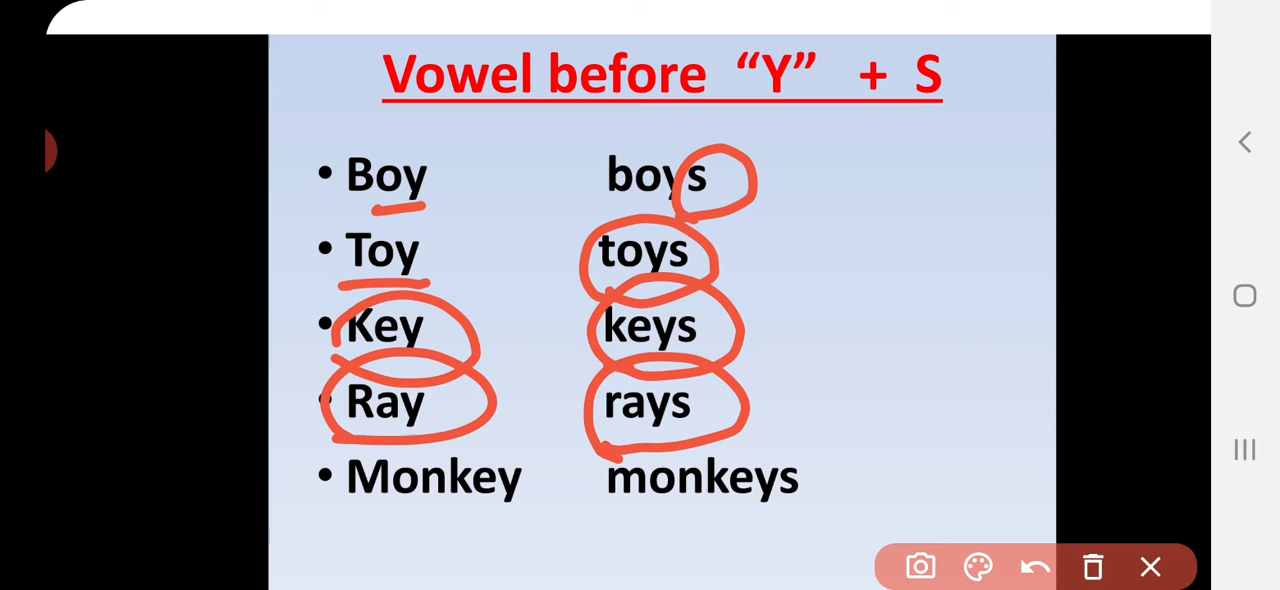 Vowel before “Y” + S
• Boy boys
• Toy toys
• Key keys
• Ray rays
• Monkey monkeys